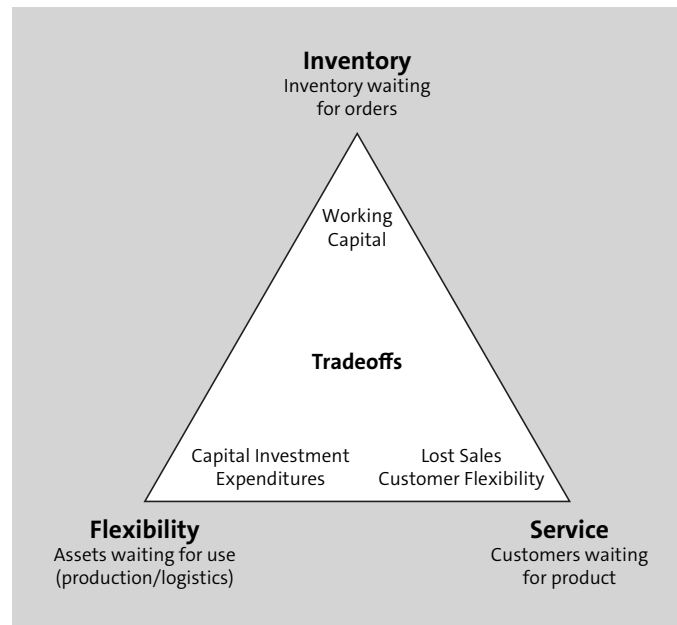 Inventory
Inventory waiting
for orders
Working
Capital
Tradeoffs
Capital Investment
Expenditures
Lost Sales
Customer Flexibility
Flexibility
Assets waiting for use
(production/logistics)
Service
Customers waiting
for product